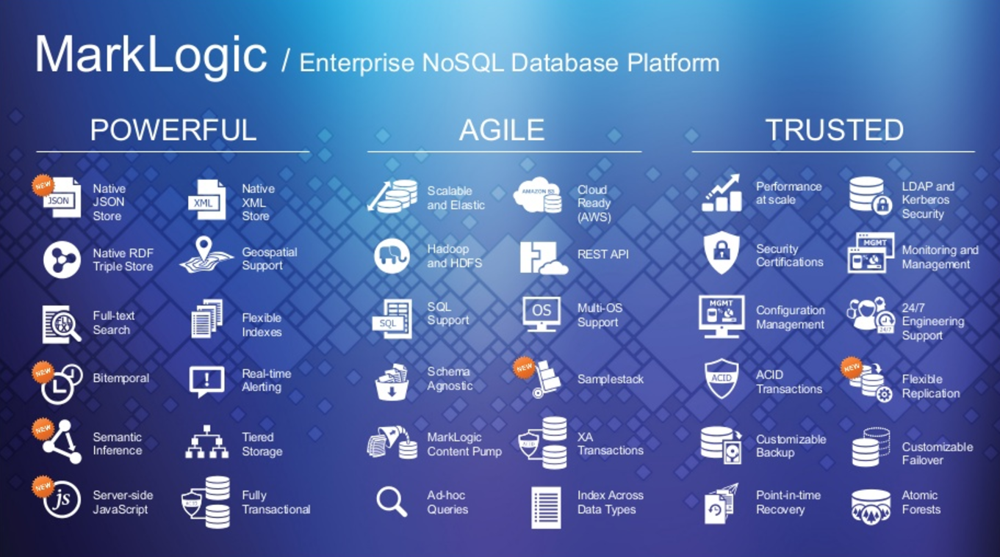 MarkLogic / Enterprise NoSQL Database Platform
POWERFUL
NEW
JSON
Native
JSON
Store
XML
Native
XML
Store
Native RDF
Triple Store
Geospatial
Support
Full-text
Search
Flexible
Indexes
NEW
Bitemporal
!
Real-time
Alerting
NEW
Semantic
Inference
Tiered
Storage
NEW
js
Server-side
JavaScript
ACID
Fully
Transactional
AGILE
Scalable
and Elastic
AMAZON S3
Cloud
Ready
(AWS)
Hadoop
and HDFS
REST API
SQL
SQL
Support
OS
Multi-OS
Support
Schema
Agnostic
NEW
Samplestack
MarkLogic
Content Pump
ACID
XA
Transactions
Ad-hoc
Queries
Index Across
Data Types
TRUSTED
Performance
at scale
LDAP and
Kerberos
Security
Security
Certifications
MGMT
Monitoring and
Management
MGMT
Configuration
Management
24/7
24/7
Engineering
Support
ACID
ACID
Transactions
NEW
Flexible
Replication
Customizable
Backup
Customizable
Failover
Point-in-time
Recovery
Atomic
Forests